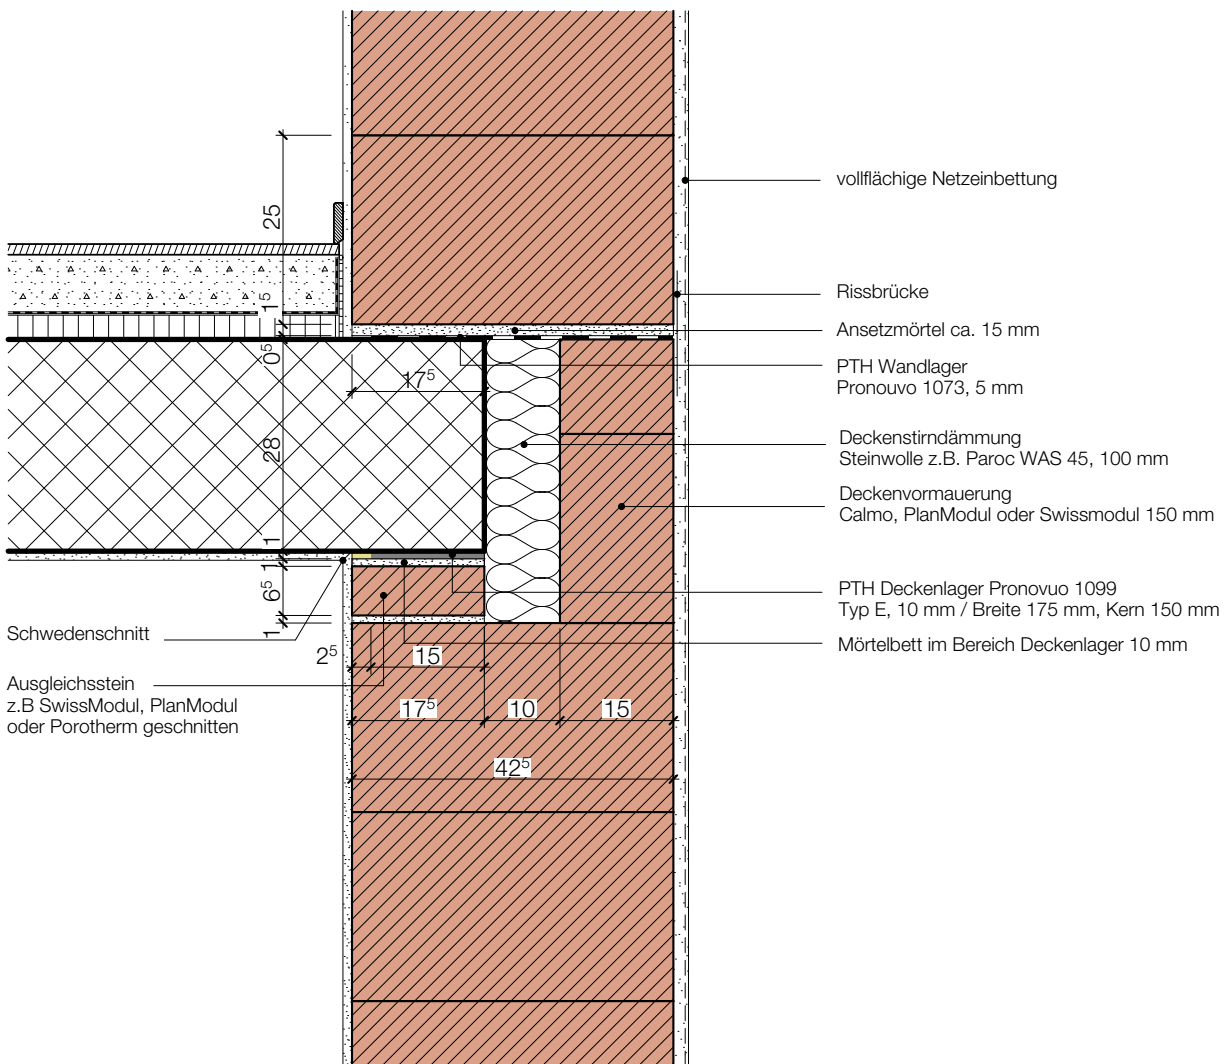 vollflächige Netzeinbettung
25
Rissbrücke
1⁵
Ansetzmörtel ca. 15 mm
0⁵
PTH Wandlager
Pronouvo 1073, 5 mm
17⁵
28
Deckenstirndämmung
Steinwolle z.B. Paroc WAS 45, 100 mm
Deckenvormauerung
Calmo, PlanModul oder Swissmodul 150 mm
1
1
6⁵
1
PTH Deckenlager Pronovuo 1099
Typ E, 10 mm / Breite 175 mm, Kern 150 mm
Schwedenschnitt
Mörtelbett im Bereich Deckenlager 10 mm
2⁵ 15
Ausgleichsstein
z.B SwissModul, PlanModul
oder Porotherm geschnitten
17⁵ 10 15
42⁵